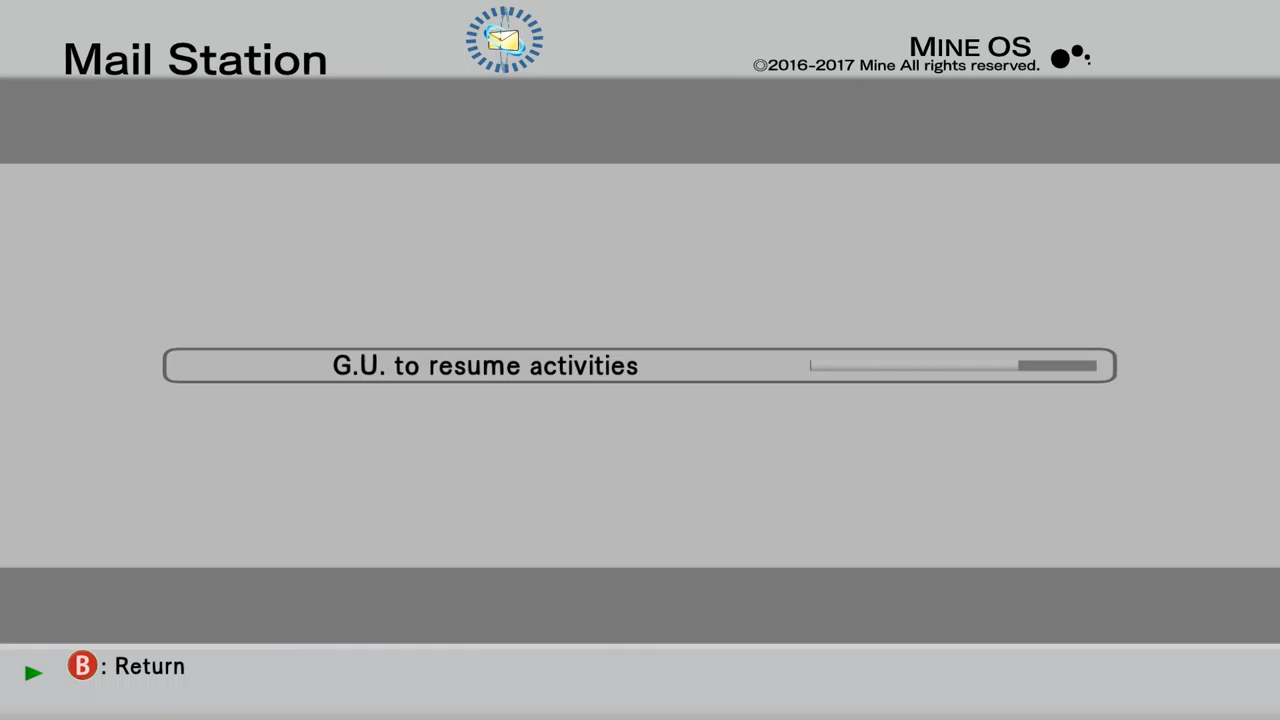 Mail Station
MINE OS
©2016-2017 Mine All rights reserved.
G.U. to resume activities
B : Return